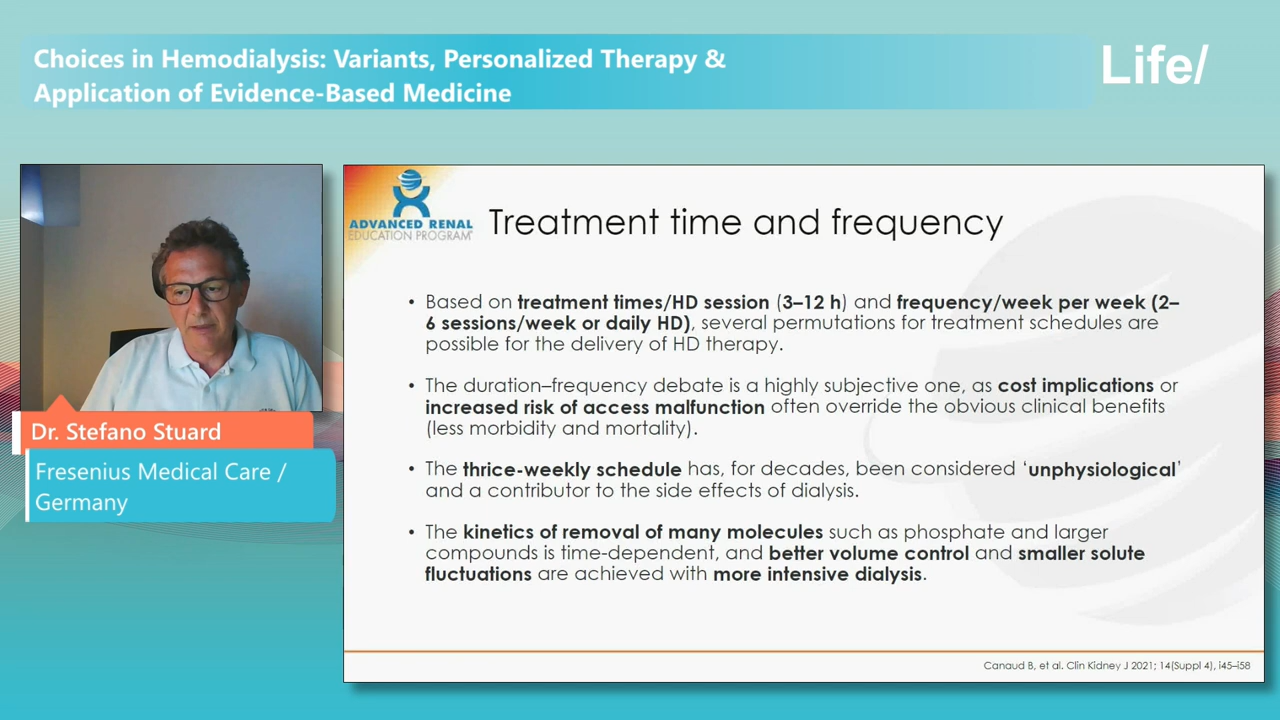 Choices in Hemodialysis: Variants, Personalized Therapy &
Application of Evidence-Based Medicine
Life/
Dr. Stefano Stuard
Fresenius Medical Care /
Germany
ADVANCED RENAL
EDUCATION PROGRAM
Treatment time and frequency
• Based on treatment times/HD session (3–12 h) and frequency/week per week (2–
6 sessions/week or daily HD), several permutations for treatment schedules are
possible for the delivery of HD therapy.
• The duration–frequency debate is a highly subjective one, as cost implications or
increased risk of access malfunction often override the obvious clinical benefits
(less morbidity and mortality).
• The thrice-weekly schedule has, for decades, been considered ‘unphysiological’
and a contributor to the side effects of dialysis.
• The kinetics of removal of many molecules such as phosphate and larger
compounds is time-dependent, and better volume control and smaller solute
fluctuations are achieved with more intensive dialysis.
Canaud B, et al. Clin Kidney J 2021; 14(Suppl 4), i45–i58